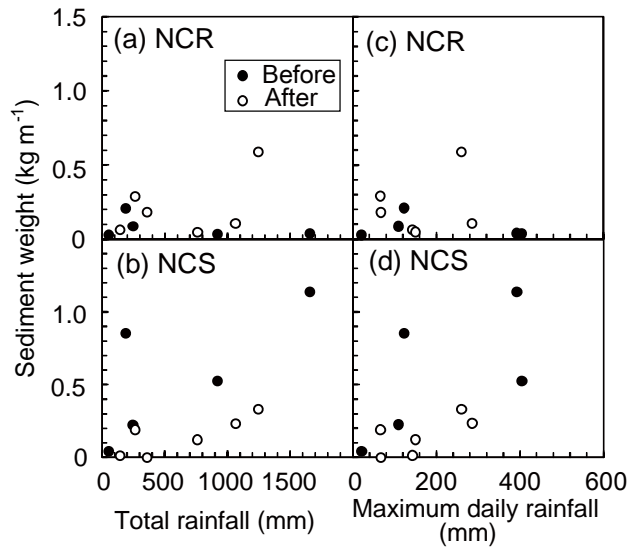 1.5
(a) NCR
(c) NCR
Before
After
1.0
0.5
0
Sediment weight (kg m⁻¹)
(b) NCS
(d) NCS
1.0
0.5
0
0 500 1000 1500
200 400 600
Total rainfall (mm)
Maximum daily rainfall
(mm)